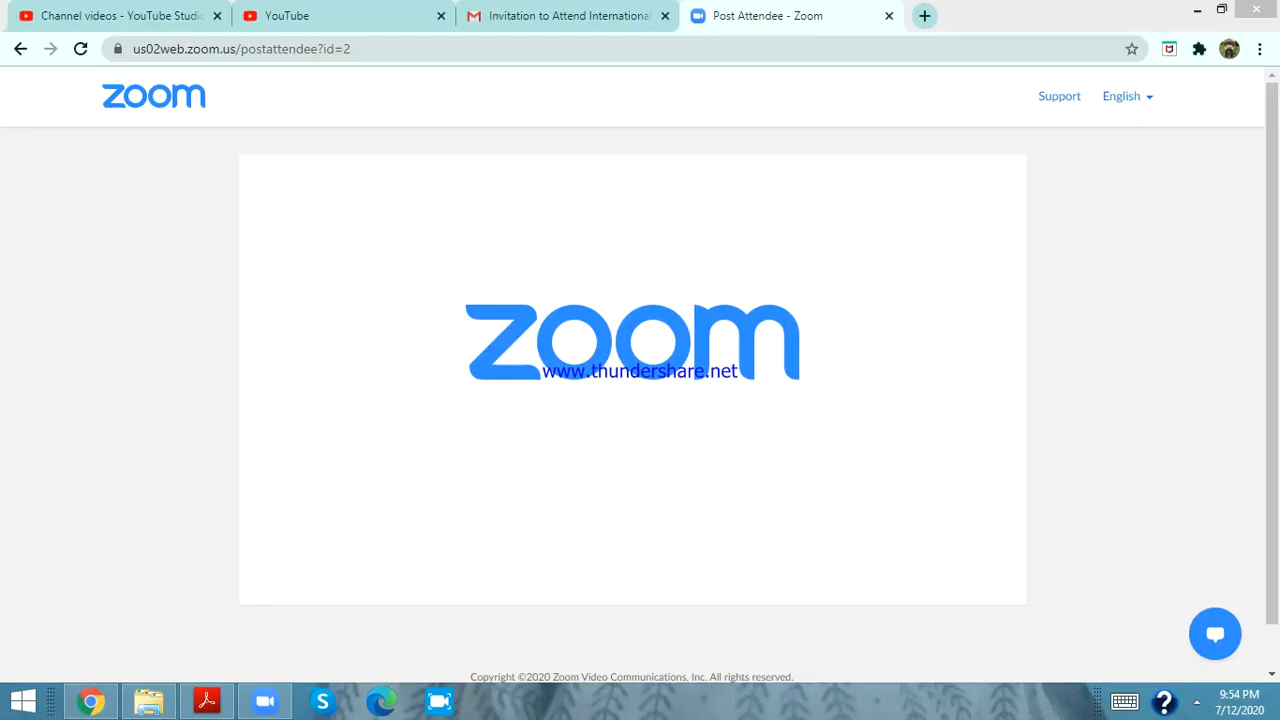 Channel videos - YouTube Studio
YouTube
Invitation to Attend International
Post Attendee - Zoom
us02web.zoom.us/postattendee?id=2
zoom
Support
English
zoom
www.thundershare.net
Copyright ©2020 Zoom Video Communications, Inc. All rights reserved.
9:54 PM
7/12/2020